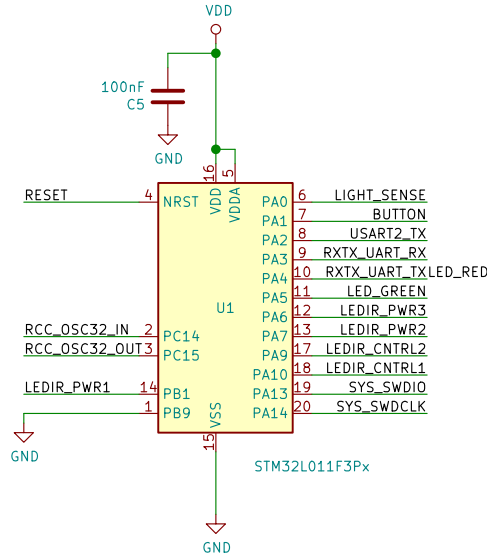 VDD
100nF
C5
GND
16 5
RESET 4 NRST VDD VDDA PA0 6 LIGHT_SENSE
PA1 7 BUTTON
PA2 8 USART2_TX
PA3 9 RXTX_UART_RX
PA4 10 RXTX_UART_TX LED_RED
PA5 11 LED_GREEN
U1
PA6 12 LEDIR_PWR3
RCC_OSC32_IN 2 PC14 PA7 13 LEDIR_PWR2
RCC_OSC32_OUT 3 PC15 PA9 17 LEDIR_CNTRL2
PA10 18 LEDIR_CNTRL1
LEDIR_PWR1 14 PB1 PA13 19 SYS_SWDIO
1 PB9 VSS PA14 20 SYS_SWDCLK
15
GND
STM32L011F3Px
GND